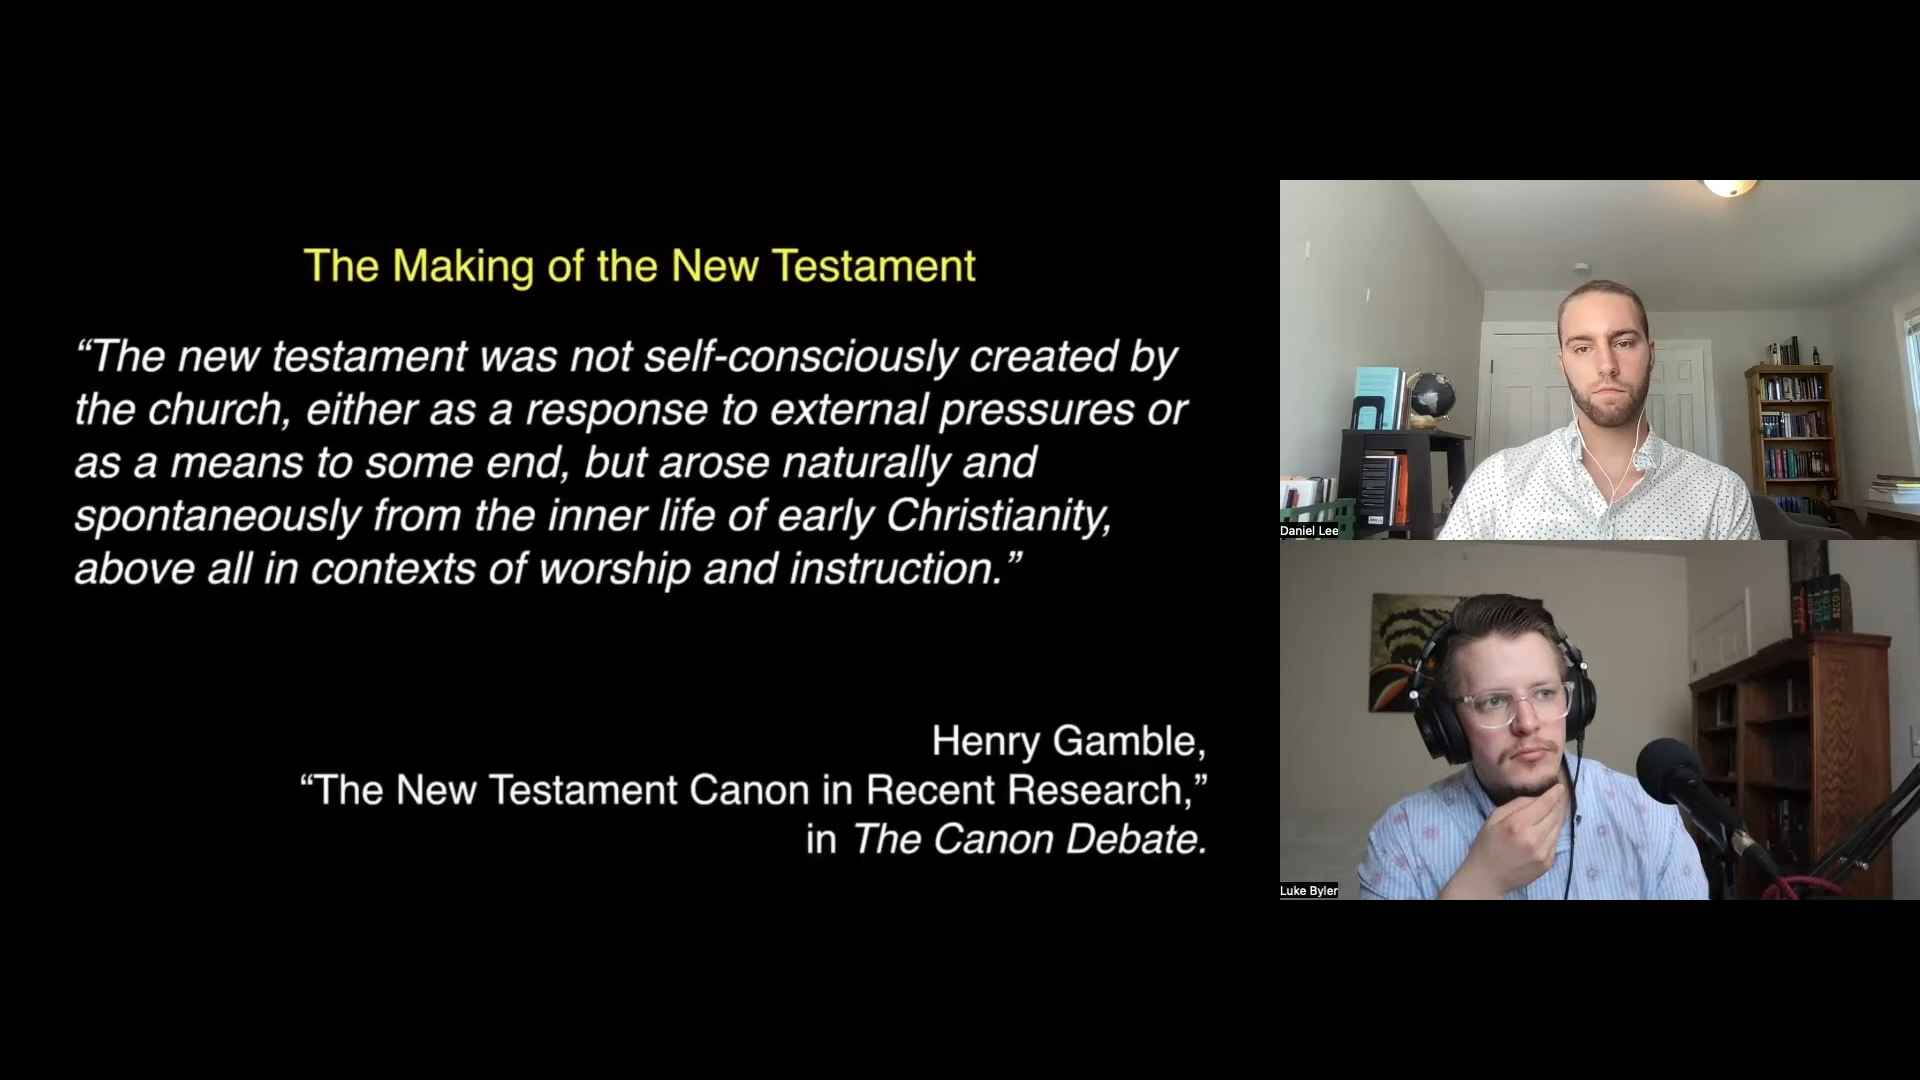 The Making of the New Testament
“The new testament was not self-consciously created by
the church, either as a response to external pressures or
as a means to some end, but arose naturally and
spontaneously from the inner life of early Christianity,
above all in contexts of worship and instruction.”
Henry Gamble,
“The New Testament Canon in Recent Research,”
in The Canon Debate.
Daniel Lee
Luke Byler